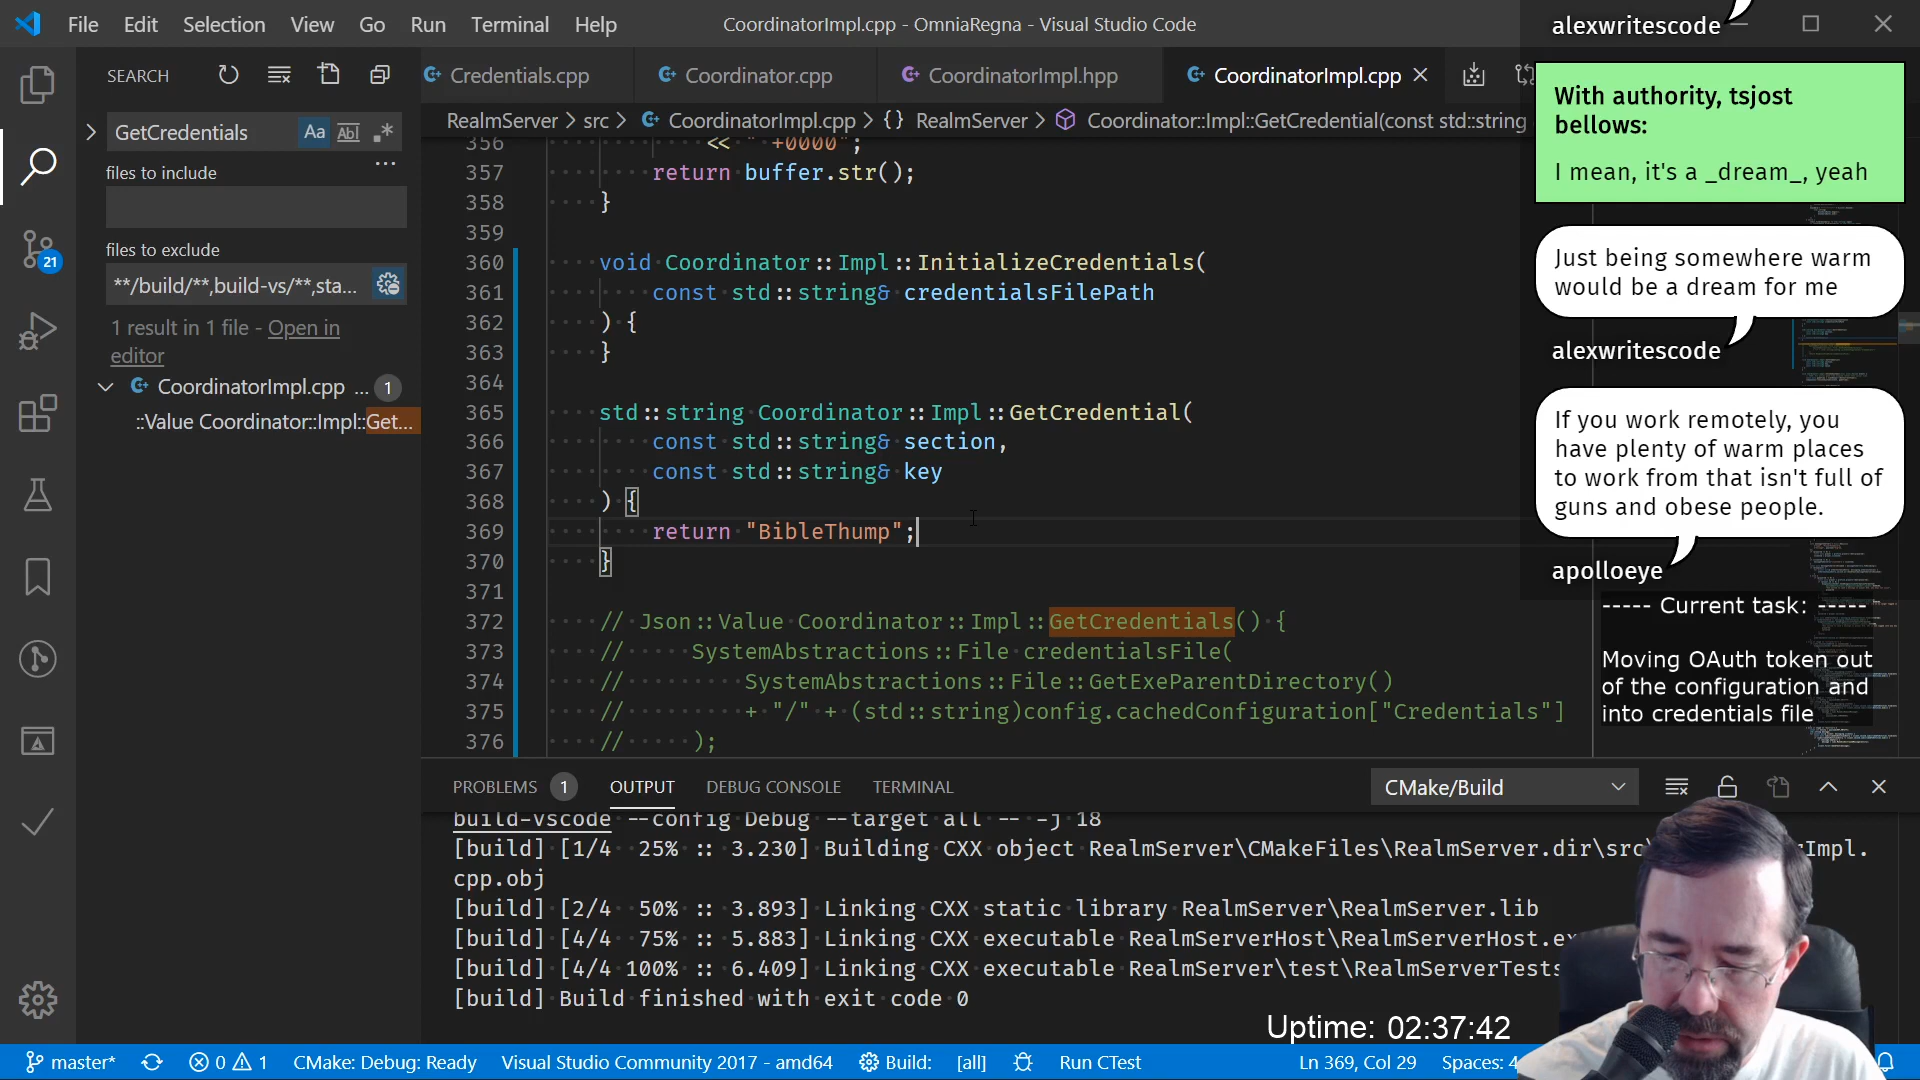 File Edit Selection View Go Run Terminal Help
CoordinatorImpl.cpp - OmniaRegna - Visual Studio Code
SEARCH
Credentials.cpp
Coordinator.cpp
CoordinatorImpl.hpp
CoordinatorImpl.cpp
RealmServer > src > CoordinatorImpl.cpp > {} RealmServer > Coordinator::Impl::GetCredential(const std::string
GetCredentials
Aa Abl .*
files to include
files to exclude
**/build/**,build-vs/**,sta...
1 result in 1 file - Open in
editor
CoordinatorImpl.cpp ... 1
::Value Coordinator::Impl::Get...
21
356 << " +0000";
357 return buffer.str();
358 }
359
360 void Coordinator::Impl::InitializeCredentials(
361 const std::string& credentialsFilePath
362 ) {
363 }
364
365 std::string Coordinator::Impl::GetCredential(
366 const std::string& section,
367 const std::string& key
368 ) {
369 return "BibleThump";
370 }
371
372 // Json::Value Coordinator::Impl::GetCredentials() {
373 // SystemAbstractions::File credentialsFile(
374 // SystemAbstractions::File::GetExeParentDirectory()
375 // + "/" + (std::string)config.cachedConfiguration["Credentials"]
376 // );
alexwritescode
With authority, tsjost
bellows:
I mean, it's a _dream_, yeah
Just being somewhere warm
would be a dream for me
alexwritescode
If you work remotely, you
have plenty of warm places
to work from that isn't full of
guns and obese people.
apolloeye
----- Current task: -----
Moving OAuth token out
of the configuration and
into credentials file
PROBLEMS 1 OUTPUT DEBUG CONSOLE TERMINAL
CMake/Build
build-vscode --config Debug --target all -- -j 18
[build] [1/4 25% :: 3.230] Building CXX object RealmServer\CMakeFiles\RealmServer.dir\src\ Impl.
cpp.obj
[build] [2/4 50% :: 3.893] Linking CXX static library RealmServer\RealmServer.lib
[build] [4/4 75% :: 5.883] Linking CXX executable RealmServerHost\RealmServerHost.ex
[build] [4/4 100% :: 6.409] Linking CXX executable RealmServer\test\RealmServerTests
[build] Build finished with exit code 0
Uptime: 02:37:42
master* 0 1 CMake: Debug: Ready Visual Studio Community 2017 - amd64 Build: [all] Run CTest Ln 369, Col 29 Spaces: 4